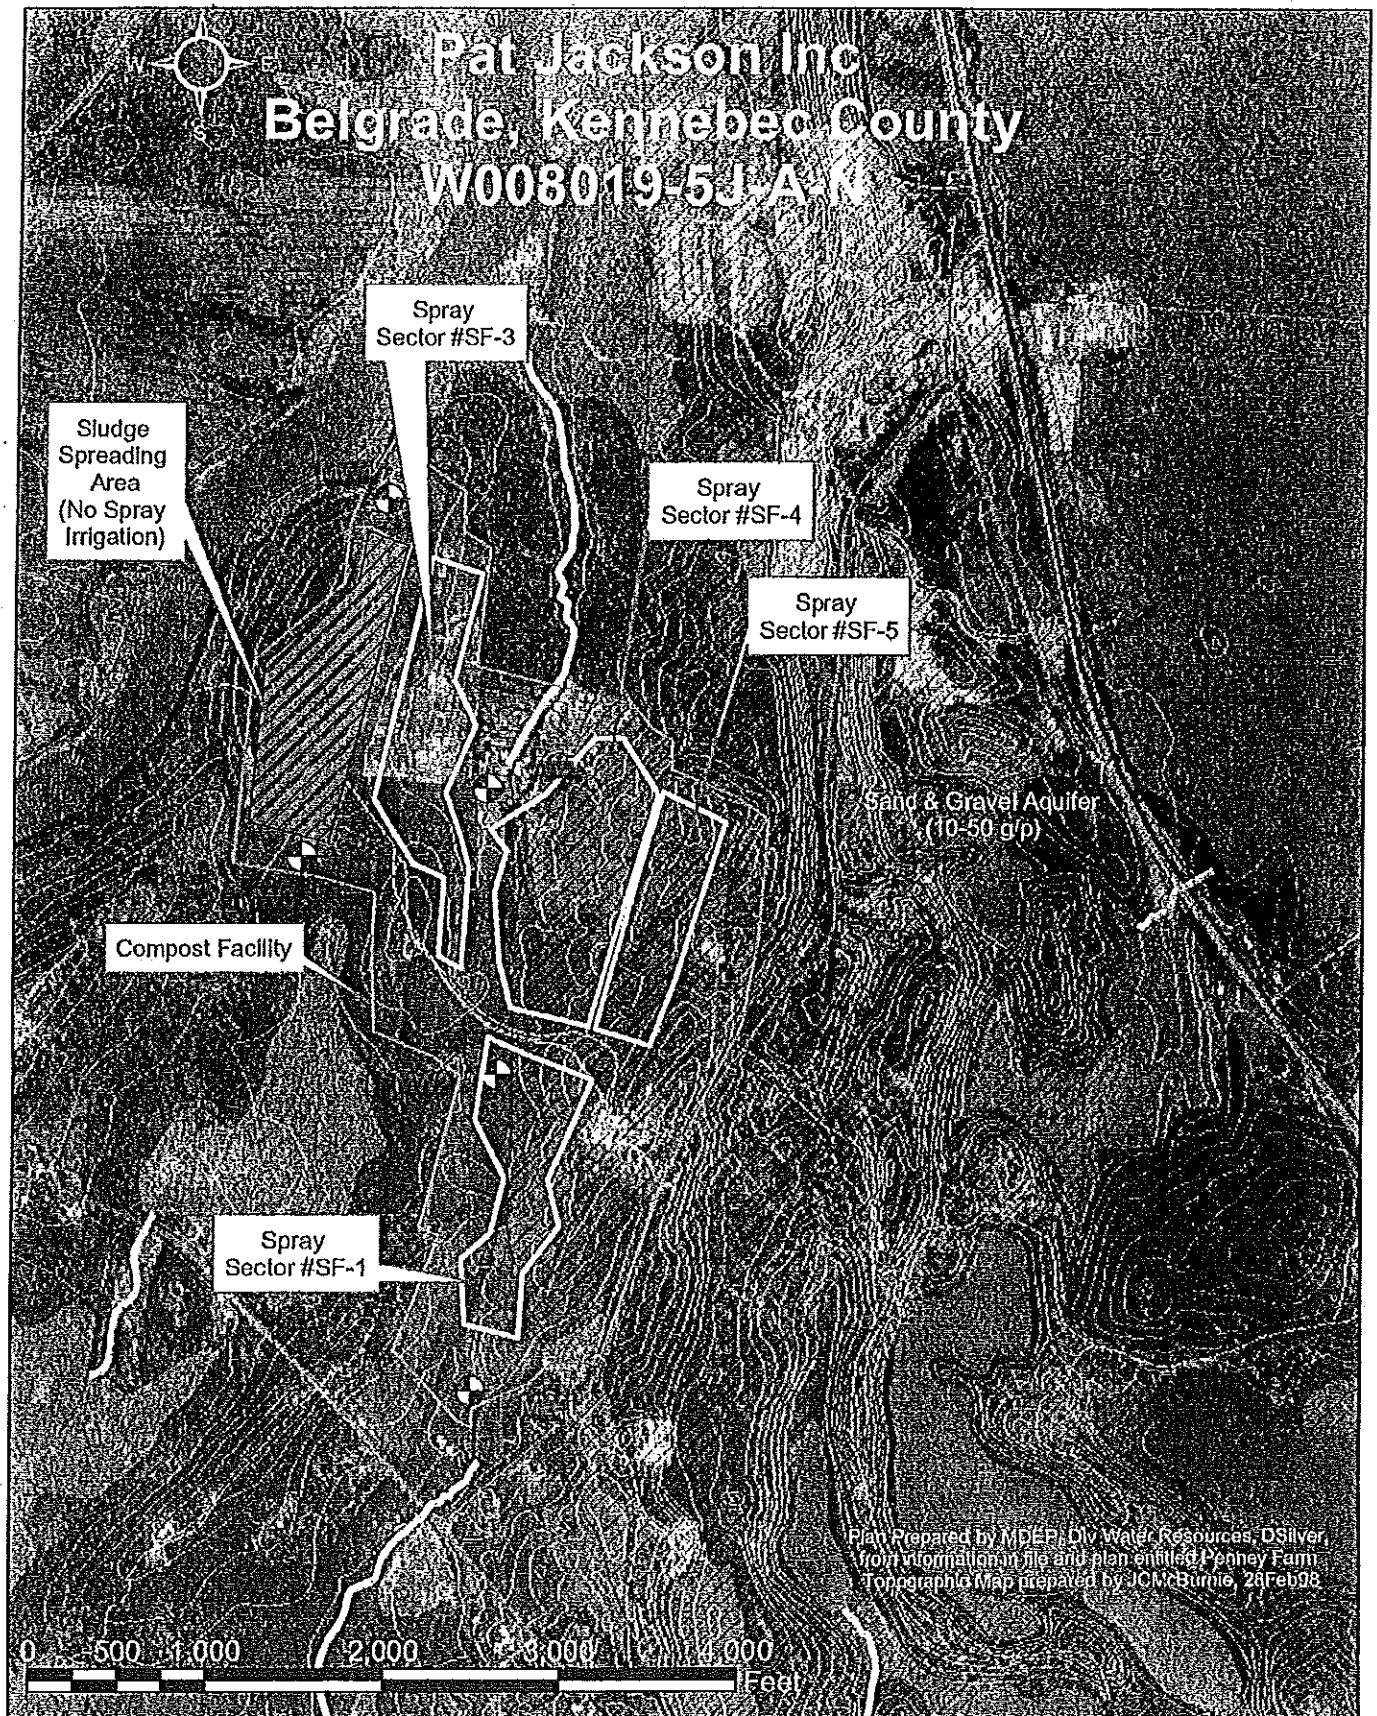 Pat Jackson Inc
Belgrade, Kennebec County
W008019-5J-A-N
W
E
S
Spray
Sector #SF-3
Sludge
Spreading
Area
(No Spray
Irrigation)
Spray
Sector #SF-4
Spray
Sector #SF-5
Sand & Gravel Aquifer
(10-50 g/p)
Compost Facility
Spray
Sector #SF-1
Plan Prepared by MDEP, Div Water Resources, DSilver,
from information in file and plan entitled Penney Farm
Topographic Map prepared by JCMcBurnie, 26Feb98
0 500 1,000 2,000 3,000 4,000
Feet